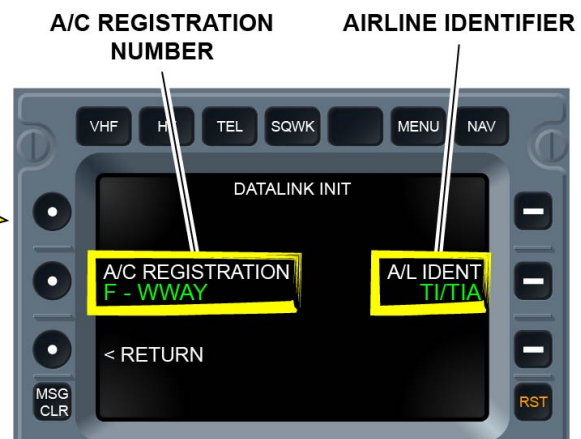 A/C REGISTRATION NUMBER
AIRLINE IDENTIFIER
VHF HF TEL SQWK MENU NAV
DATALINK INIT
A/C REGISTRATION A/L IDENT
F - WWAY TI/TIA
< RETURN
MSG CLR
RST